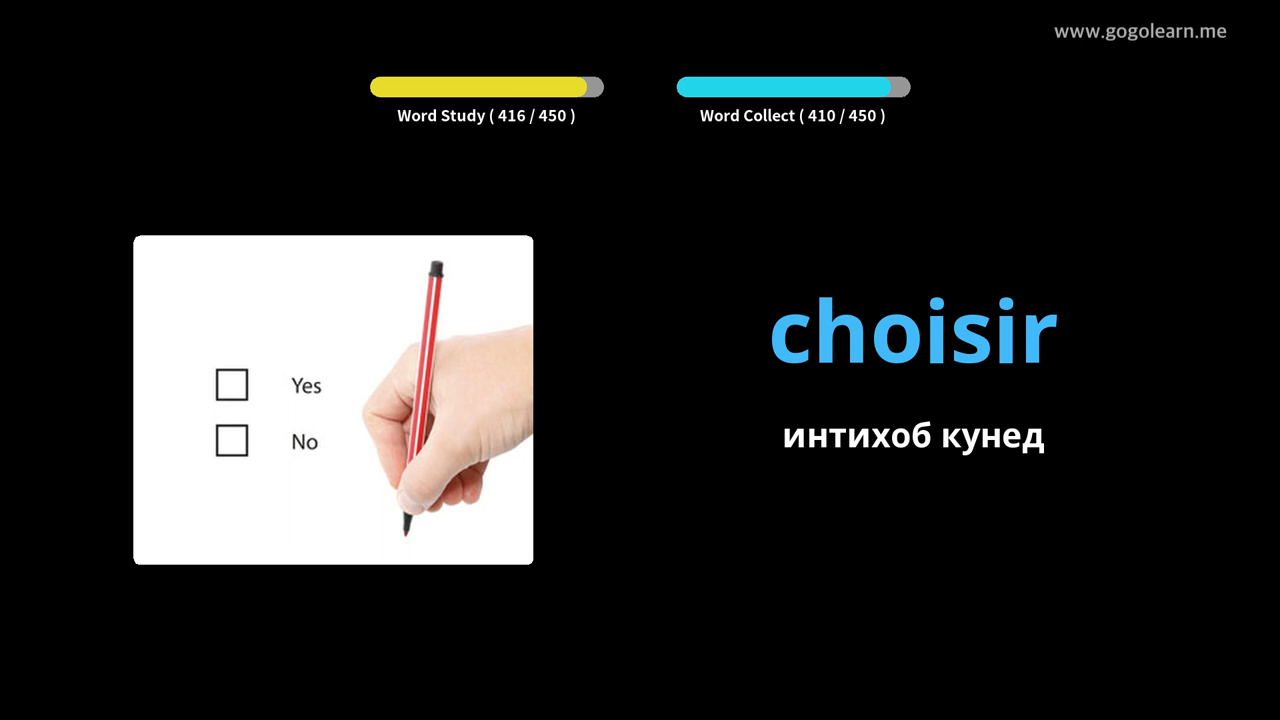 www.gogolearn.me
Word Study ( 416 / 450 )
Word Collect ( 410 / 450 )
Yes
No
choisir
интихоб кунед